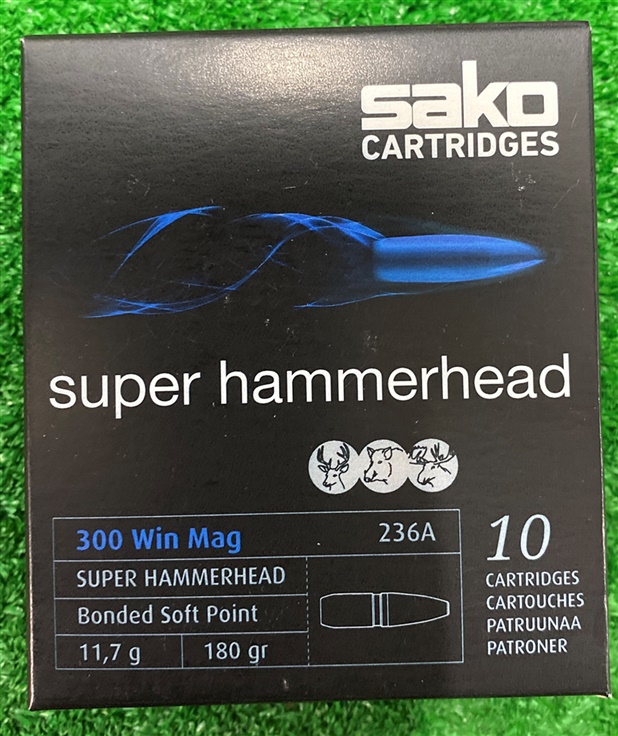 sako
CARTRIDGES
super hammerhead
300 Win Mag 236A
SUPER HAMMERHEAD
Bonded Soft Point
11,7 g 180 gr
10
CARTRIDGES
CARTOUCHES
PATRUUNAA
PATRONER